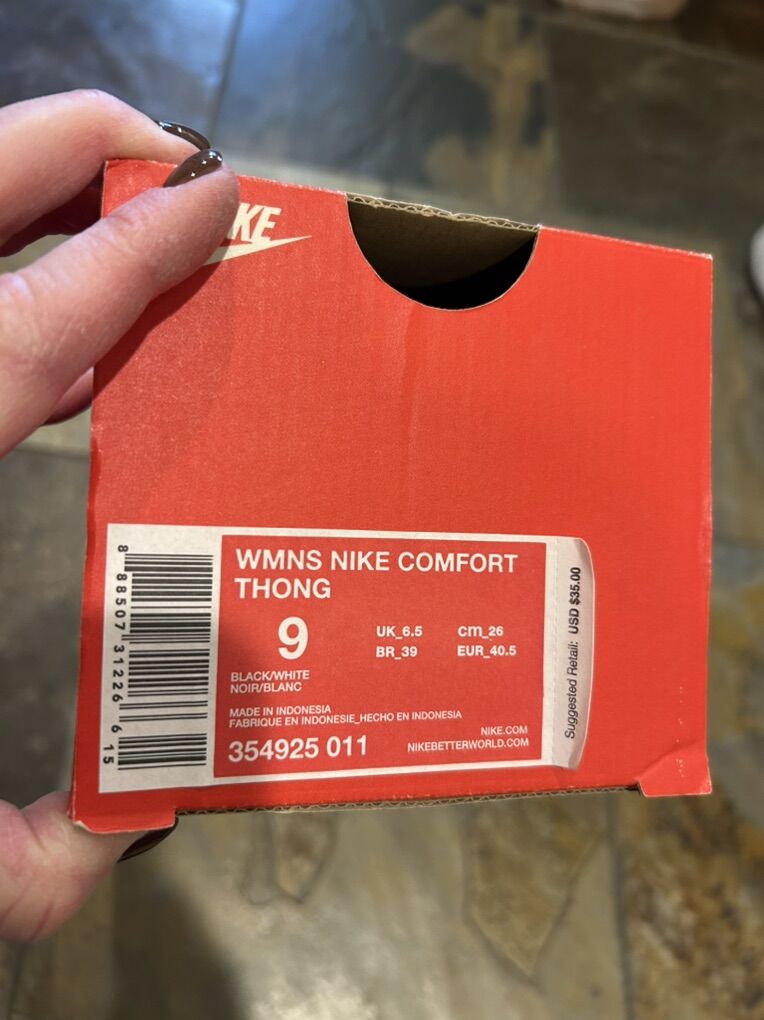 KE
WMNS NIKE COMFORT
THONG
9
UK_6.5 cm_26
BR_39 EUR_40.5
BLACK/WHITE
NOIR/BLANC
MADE IN INDONESIA
FABRIQUE EN INDONESIE_HECHO EN INDONESIA
NIKE.COM
354925 011 NIKEBETTERWORLD.COM
Suggested Retail: USD $35.00
8 88507 31226 6 15